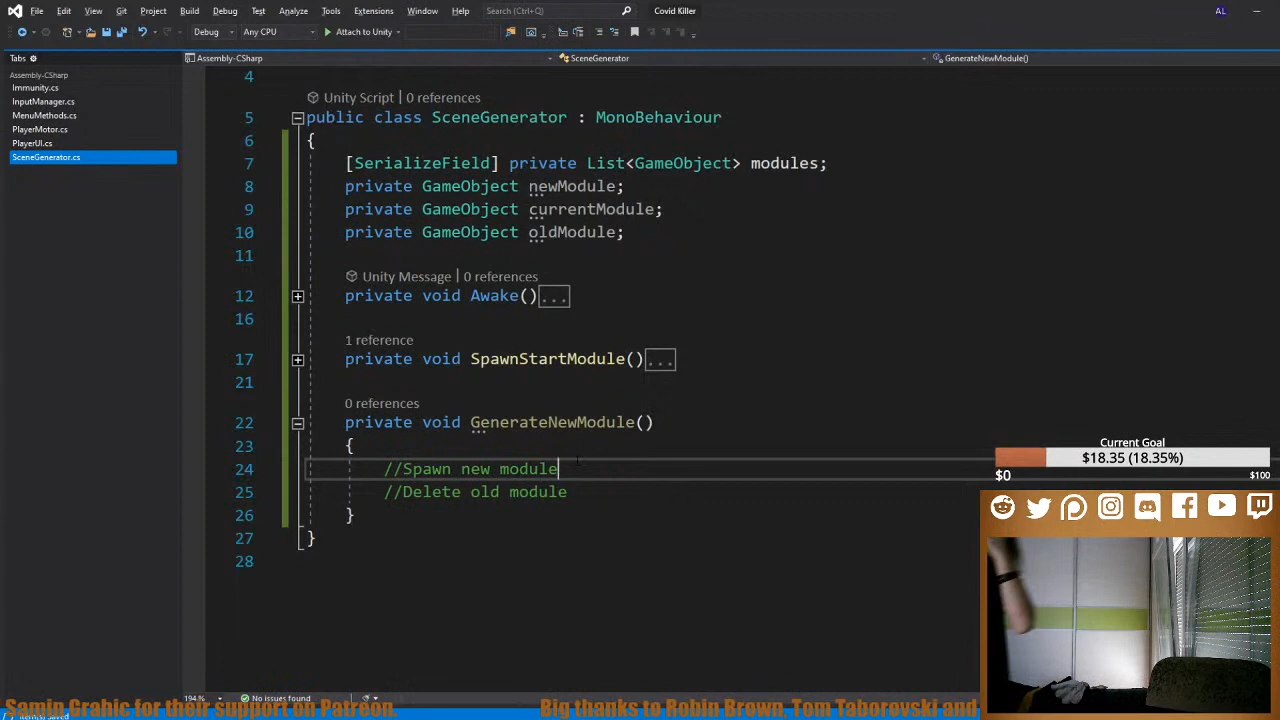 File Edit View Git Project Build Debug Test Analyze Tools Extensions Window Help Search (Ctrl+Q) Covid Killer AL
Debug Any CPU Attach to Unity
Tabs Assembly-CSharp SceneGenerator GenerateNewModule()
Assembly-CSharp
Immunity.cs
InputManager.cs
MenuMethods.cs
PlayerMotor.cs
PlayerUI.cs
SceneGenerator.cs
4
Unity Script | 0 references
5 public class SceneGenerator : MonoBehaviour
6 {
7 [SerializeField] private List<GameObject> modules;
8 private GameObject newModule;
9 private GameObject currentModule;
10 private GameObject oldModule;
11
Unity Message | 0 references
12 private void Awake()...
16
1 reference
17 private void SpawnStartModule()...
21
0 references
22 private void GenerateNewModule()
23 {
24 //Spawn new module
25 //Delete old module
26 }
27 }
28
Current Goal
$18.35 (18.35%)
$0 $100
194 % No issues found
Samin Grahic for their support on Patreon. Big thanks to Robin Brown, Tom Taborovski and